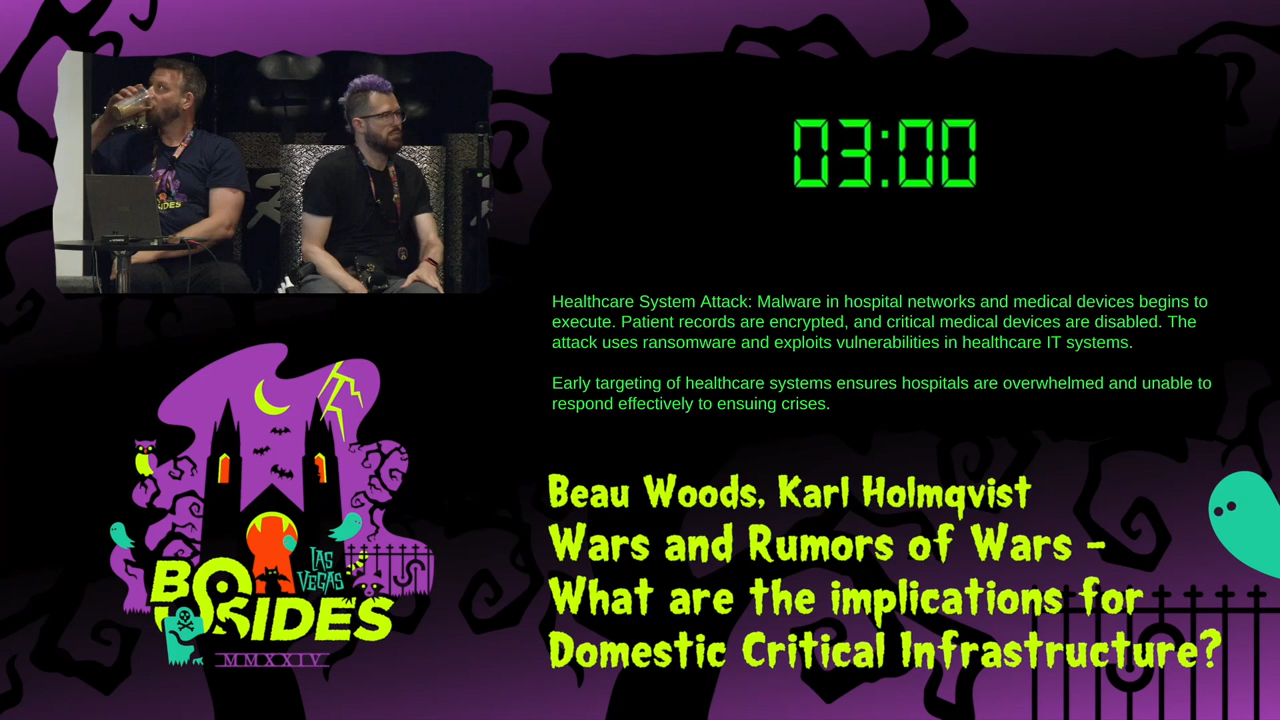 03:00
Healthcare System Attack: Malware in hospital networks and medical devices begins to
execute. Patient records are encrypted, and critical medical devices are disabled. The
attack uses ransomware and exploits vulnerabilities in healthcare IT systems.
Early targeting of healthcare systems ensures hospitals are overwhelmed and unable to
respond effectively to ensuing crises.
Beau Woods, Karl Holmqvist
Wars and Rumors of Wars -
What are the implications for
Domestic Critical Infrastructure?
LAS
VEGAS
BSIDES
MMXXIV